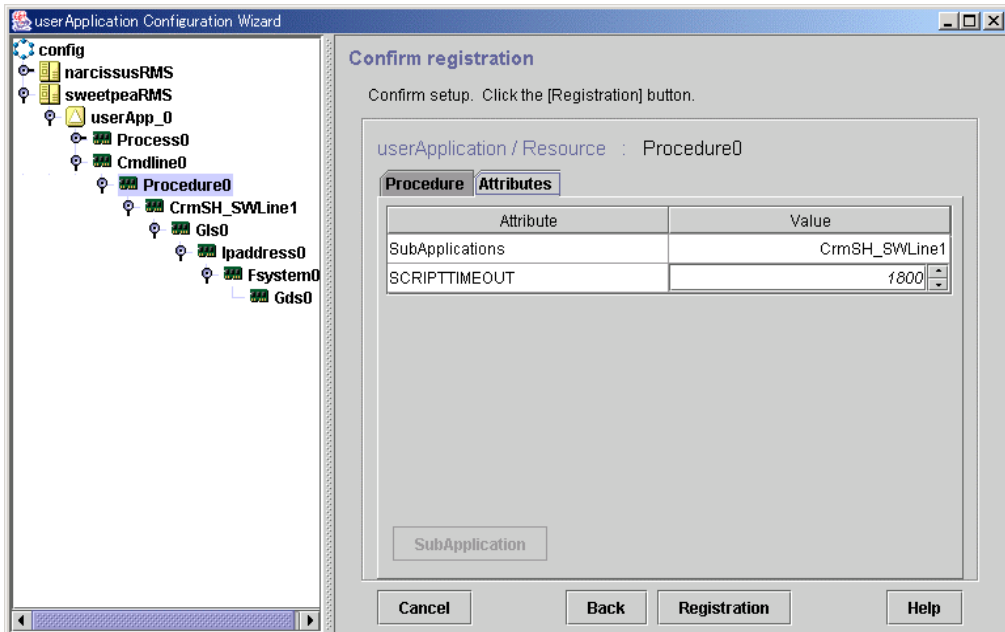 userApplication Configuration Wizard
config
narcissusRMS
sweetpeaRMS
userApp_0
Process0
Cmdline0
Procedure0
CrmSH_SWLine1
Gls0
Ipaddress0
Fsystem0
Gds0
Confirm registration
Confirm setup. Click the [Registration] button.
userApplication / Resource : Procedure0
Procedure Attributes
Attribute Value
SubApplications CrmSH_SWLine1
SCRIPTTIMEOUT 1800
SubApplication
Cancel Back Registration Help